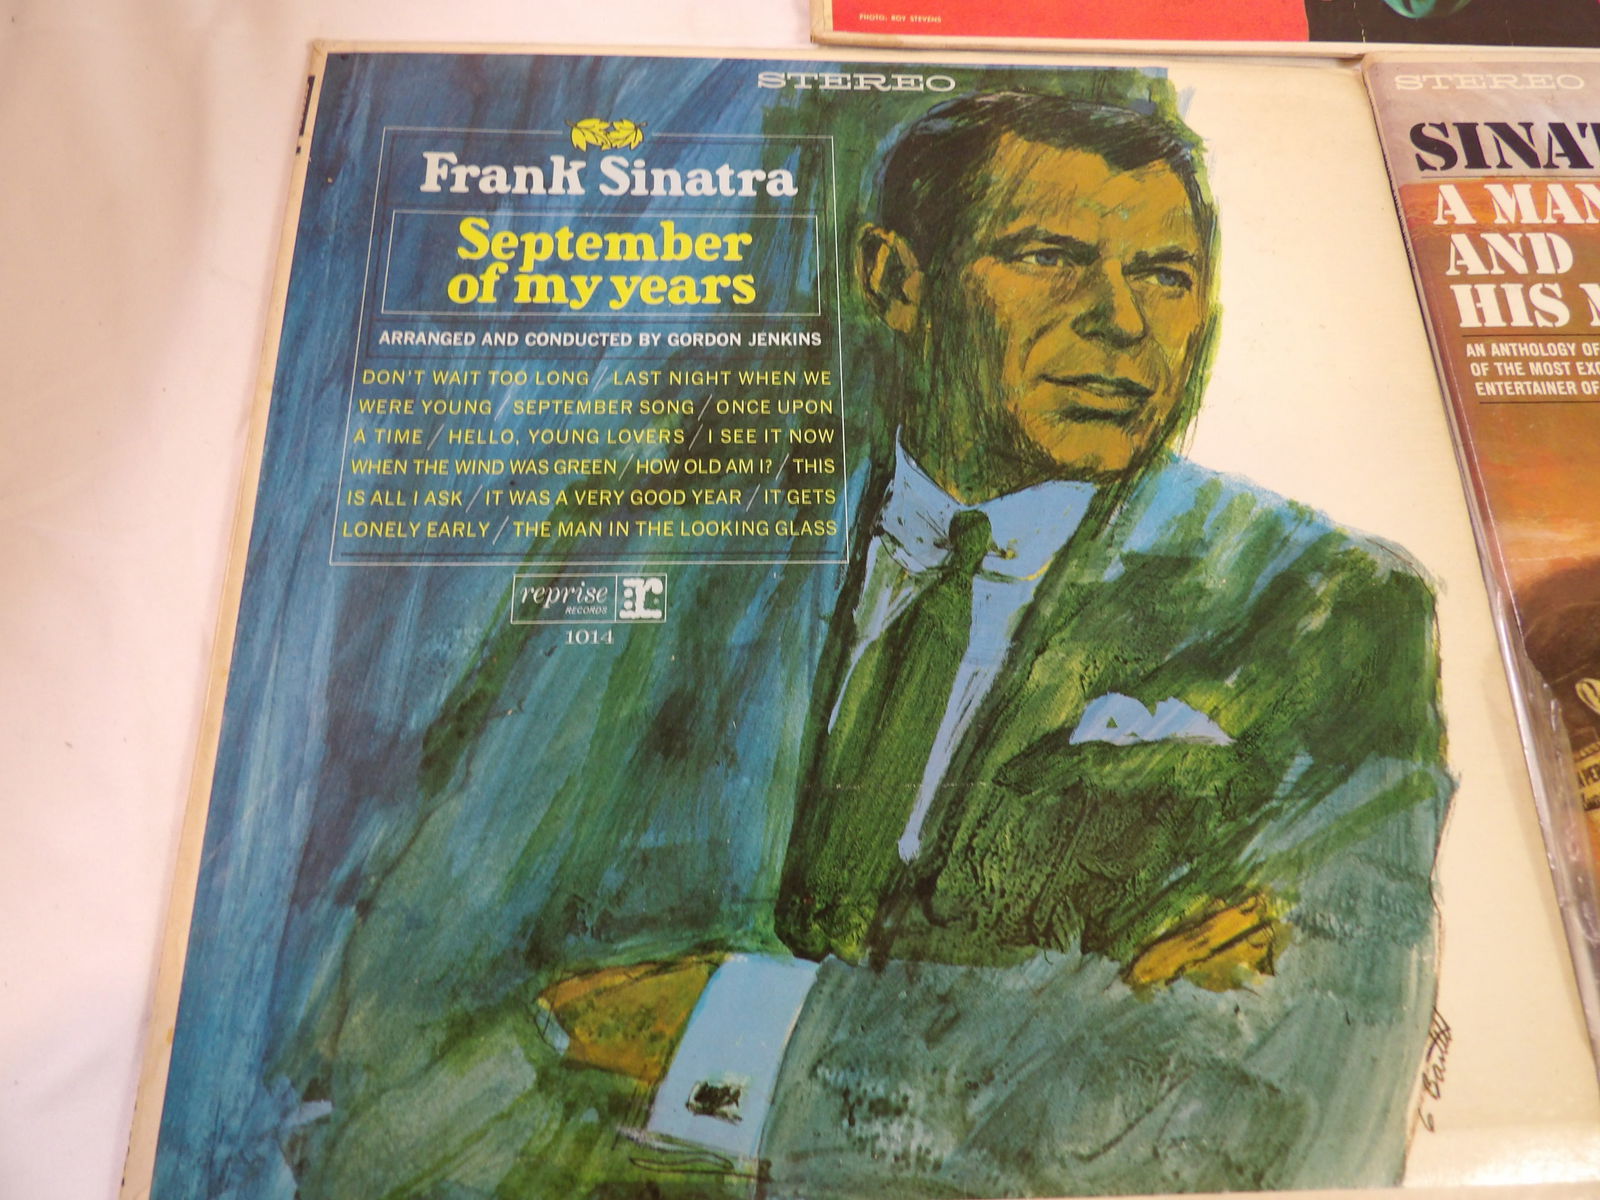 PHOTO: ROY STEVENS
STEREO
Frank Sinatra
September
of my years
ARRANGED AND CONDUCTED BY GORDON JENKINS
DON'T WAIT TOO LONG / LAST NIGHT WHEN WE
WERE YOUNG / SEPTEMBER SONG / ONCE UPON
A TIME / HELLO, YOUNG LOVERS / I SEE IT NOW
WHEN THE WIND WAS GREEN / HOW OLD AM I? / THIS
IS ALL I ASK / IT WAS A VERY GOOD YEAR / IT GETS
LONELY EARLY / THE MAN IN THE LOOKING GLASS
reprise r
RECORDS
1014
STEREO
SINAT
A MAN
AND
HIS
AN ANTHOLOGY OF
OF THE MOST EXC
ENTERTAINER OF